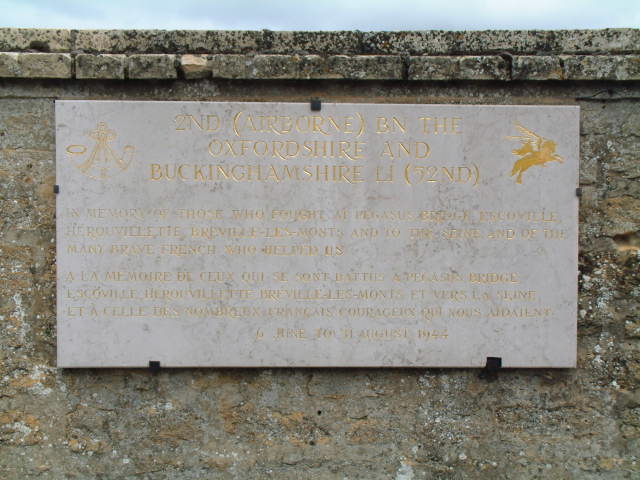 2ND (AIRBORNE) BN THE
OXFORDSHIRE AND
BUCKINGHAMSHIRE LI (52ND)
IN MEMORY OF THOSE WHO FOUGHT AT PEGASUS BRIDGE, ESCOVILLE,
HEROUVILLETTE, BREVILLE-LES-MONTS AND TO THE SEINE AND OF THE
MANY BRAVE FRENCH WHO HELPED US
A LA MEMOIRE DE CEUX QUI SE SONT BATTUS A PEGASUS BRIDGE,
ESCOVILLE, HEROUVILLETTE, BREVILLE-LES-MONTS ET VERS LA SEINE,
ET A CELLE DES NOMBREUX FRANÇAIS COURAGEUX QUI NOUS AIDAIENT
6 JUNE TO 31 AUGUST 1944